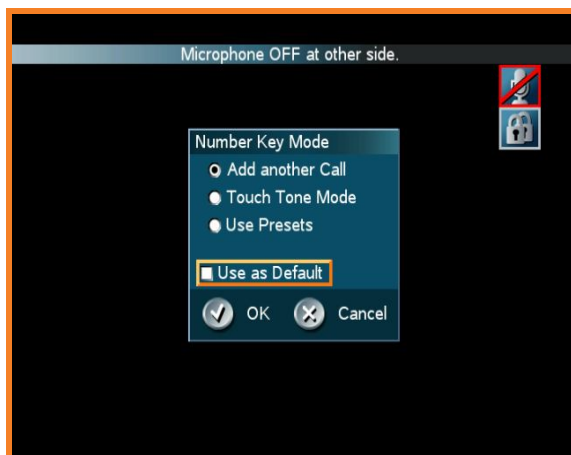 Microphone OFF at other side.
Number Key Mode
Add another Call
Touch Tone Mode
Use Presets
Use as Default
OK Cancel